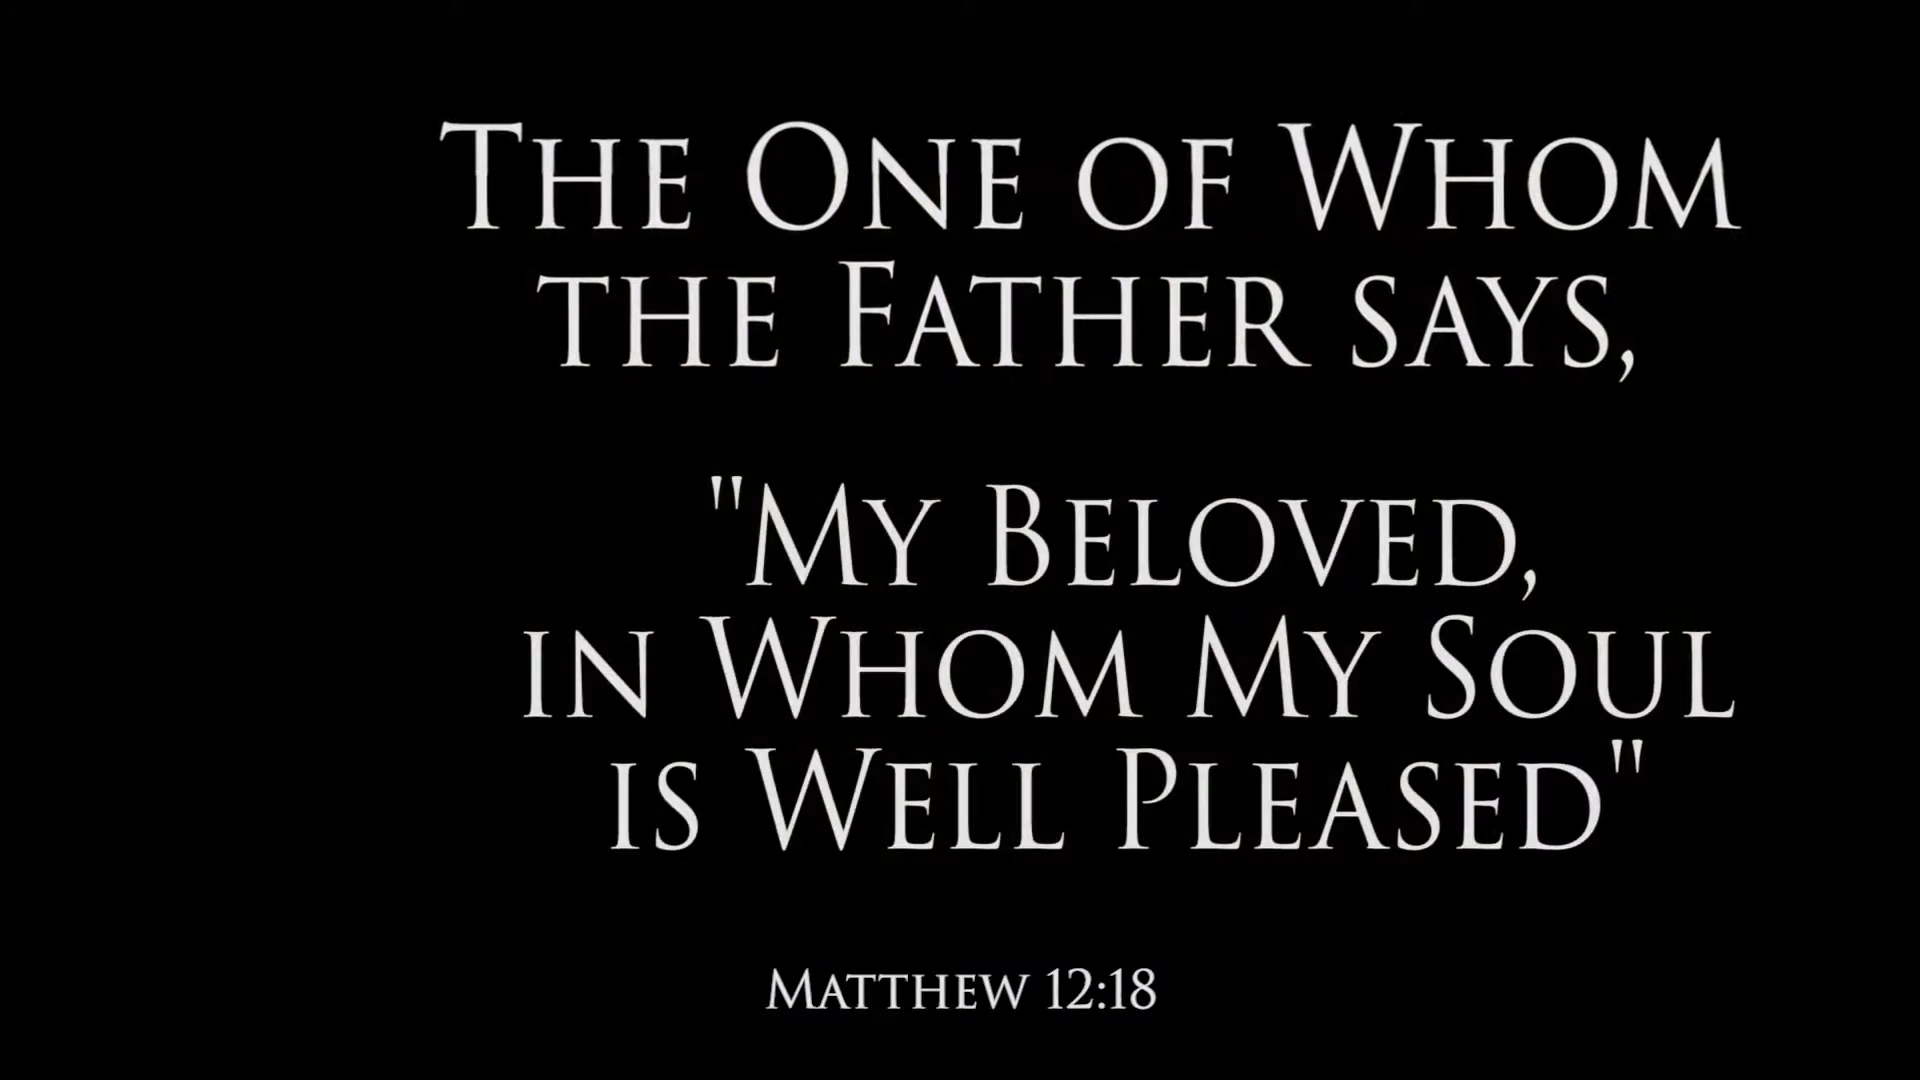 The One of Whom
the Father says,
"My Beloved,
in Whom My Soul
is Well Pleased"
Matthew 12:18